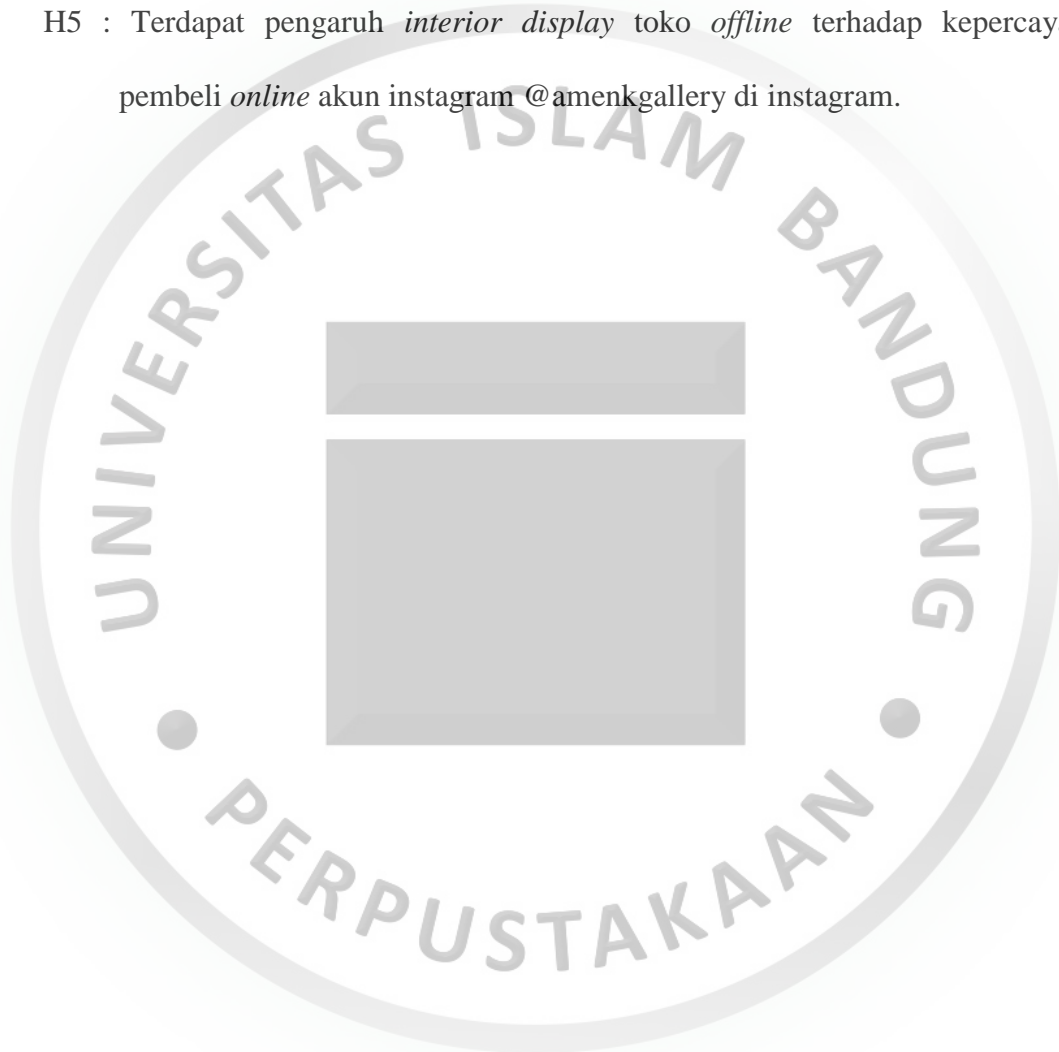 H5 : Terdapat pengaruh interior display toko offline terhadap
pembeli online akun instagram @amenkgallery di instagram.
UNIVERSITAS ISLAM BANDUNG
• PERPUSTAKAAN •